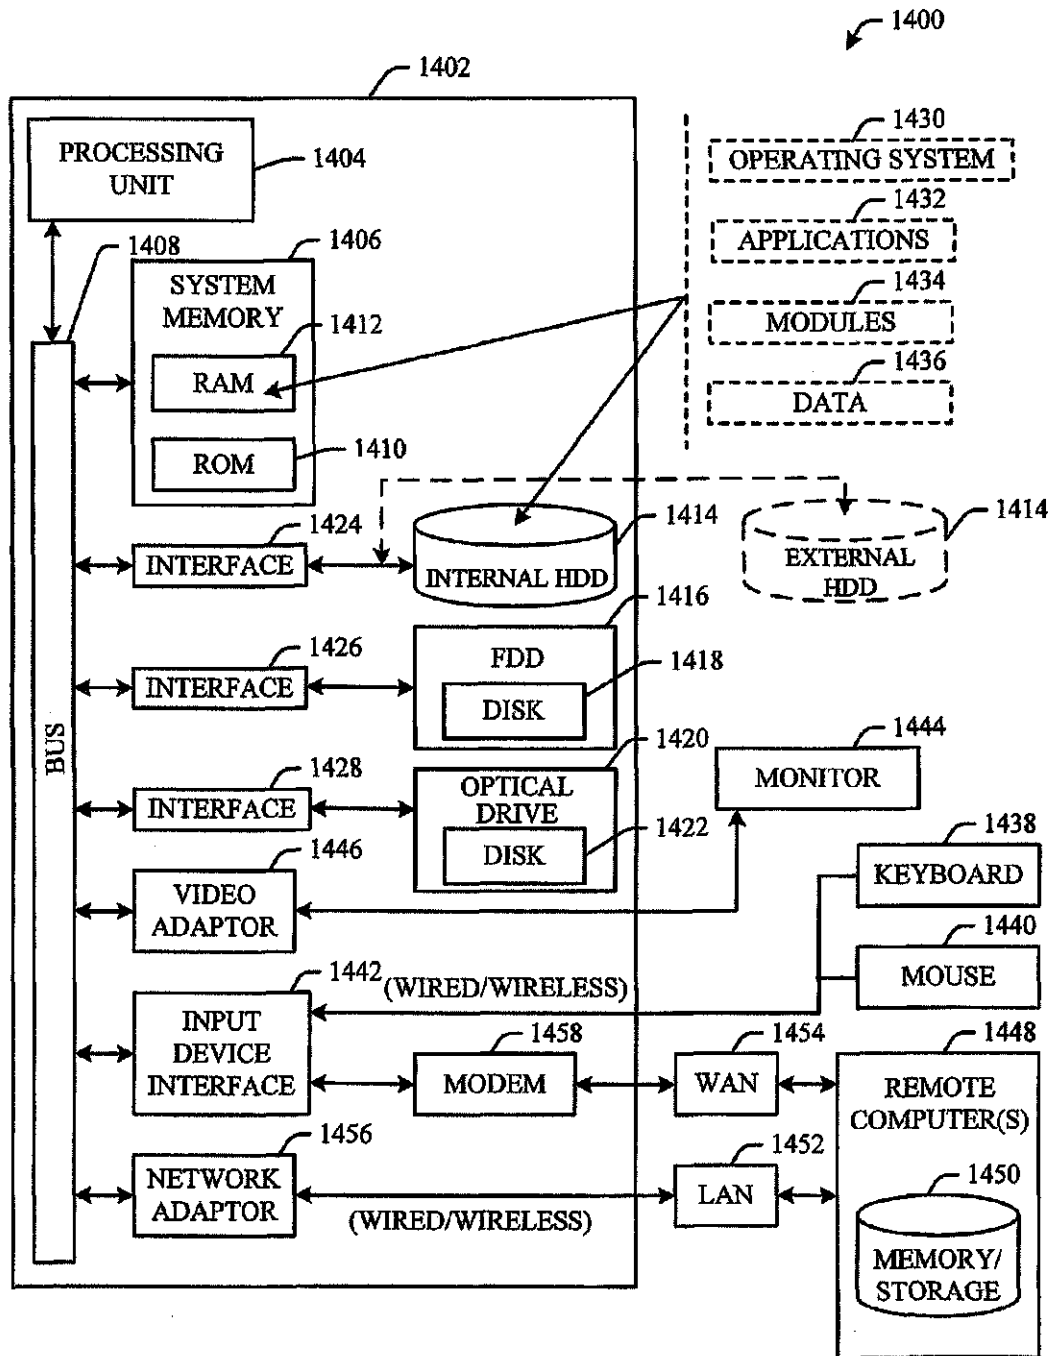 1400
1402
PROCESSING
UNIT
1404
1430
OPERATING SYSTEM
1432
APPLICATIONS
1434
MODULES
1436
DATA
1408
1406
SYSTEM
MEMORY
1412
RAM
ROM
1410
1424
INTERFACE
INTERNAL HDD
1414
EXTERNAL
HDD
1414
1416
FDD
1426
INTERFACE
DISK
1418
BUS
1420
OPTICAL
DRIVE
1428
INTERFACE
DISK
1422
1444
MONITOR
1446
VIDEO
ADAPTOR
1438
KEYBOARD
1440
MOUSE
1442
(WIRED/WIRELESS)
INPUT
DEVICE
INTERFACE
1458
MODEM
1454
WAN
1448
REMOTE
COMPUTER(S)
1456
NETWORK
ADAPTOR
(WIRED/WIRELESS)
1452
LAN
1450
MEMORY/
STORAGE